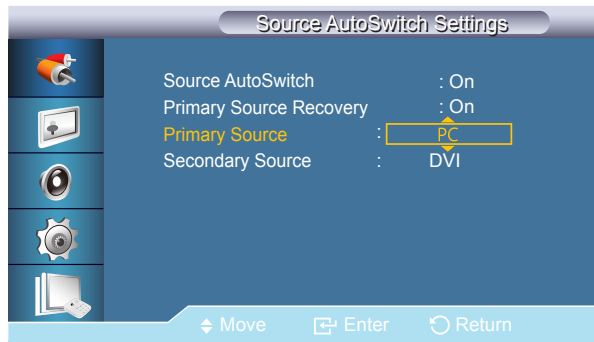 Source AutoSwitch Settings
Source AutoSwitch : On
Primary Source Recovery : On
Primary Source : PC
Secondary Source : DVI
Move Enter Return